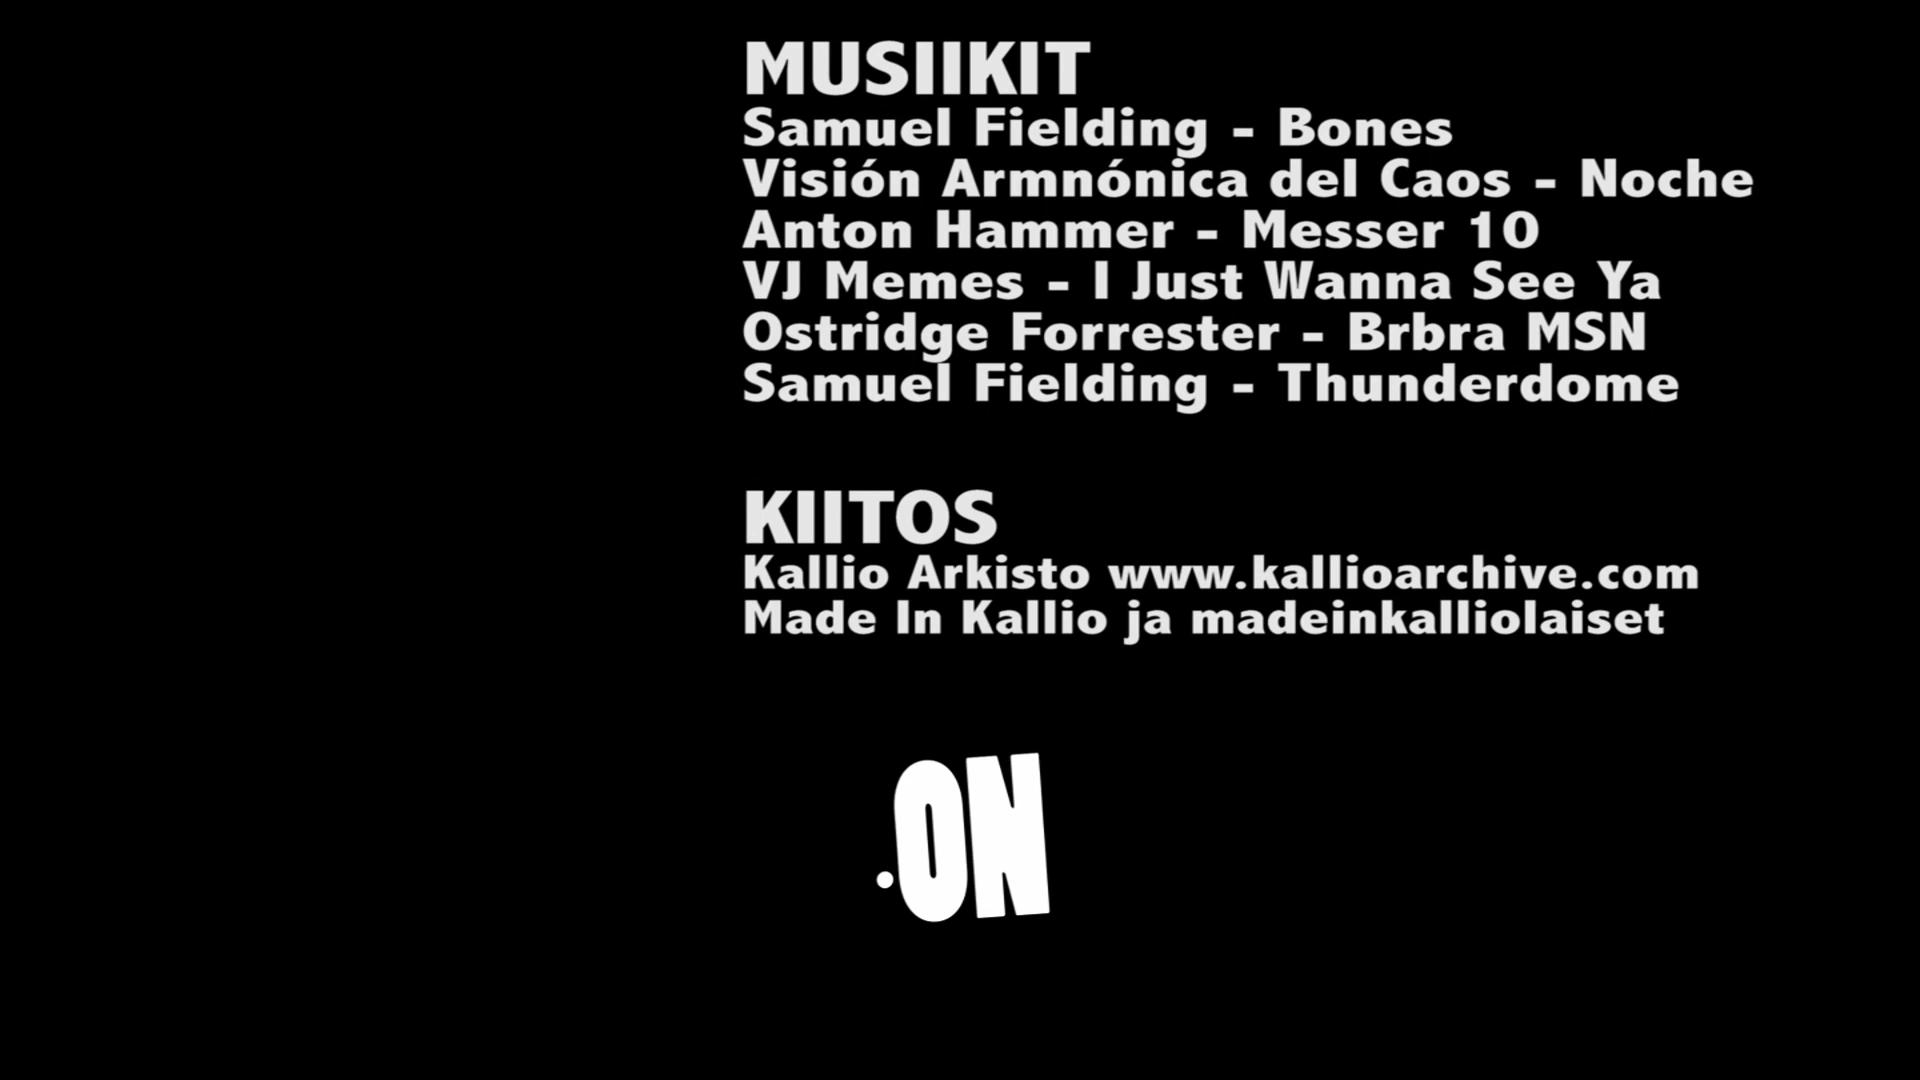 MUSIIKIT
Samuel Fielding - Bones
Visión Armnónica del Caos - Noche
Anton Hammer - Messer 10
VJ Memes - I Just Wanna See Ya
Ostridge Forrester - Brbra MSN
Samuel Fielding - Thunderdome
KIITOS
Kallio Arkisto www.kallioarchive.com
Made In Kallio ja madeinkalliolaiset
.ON